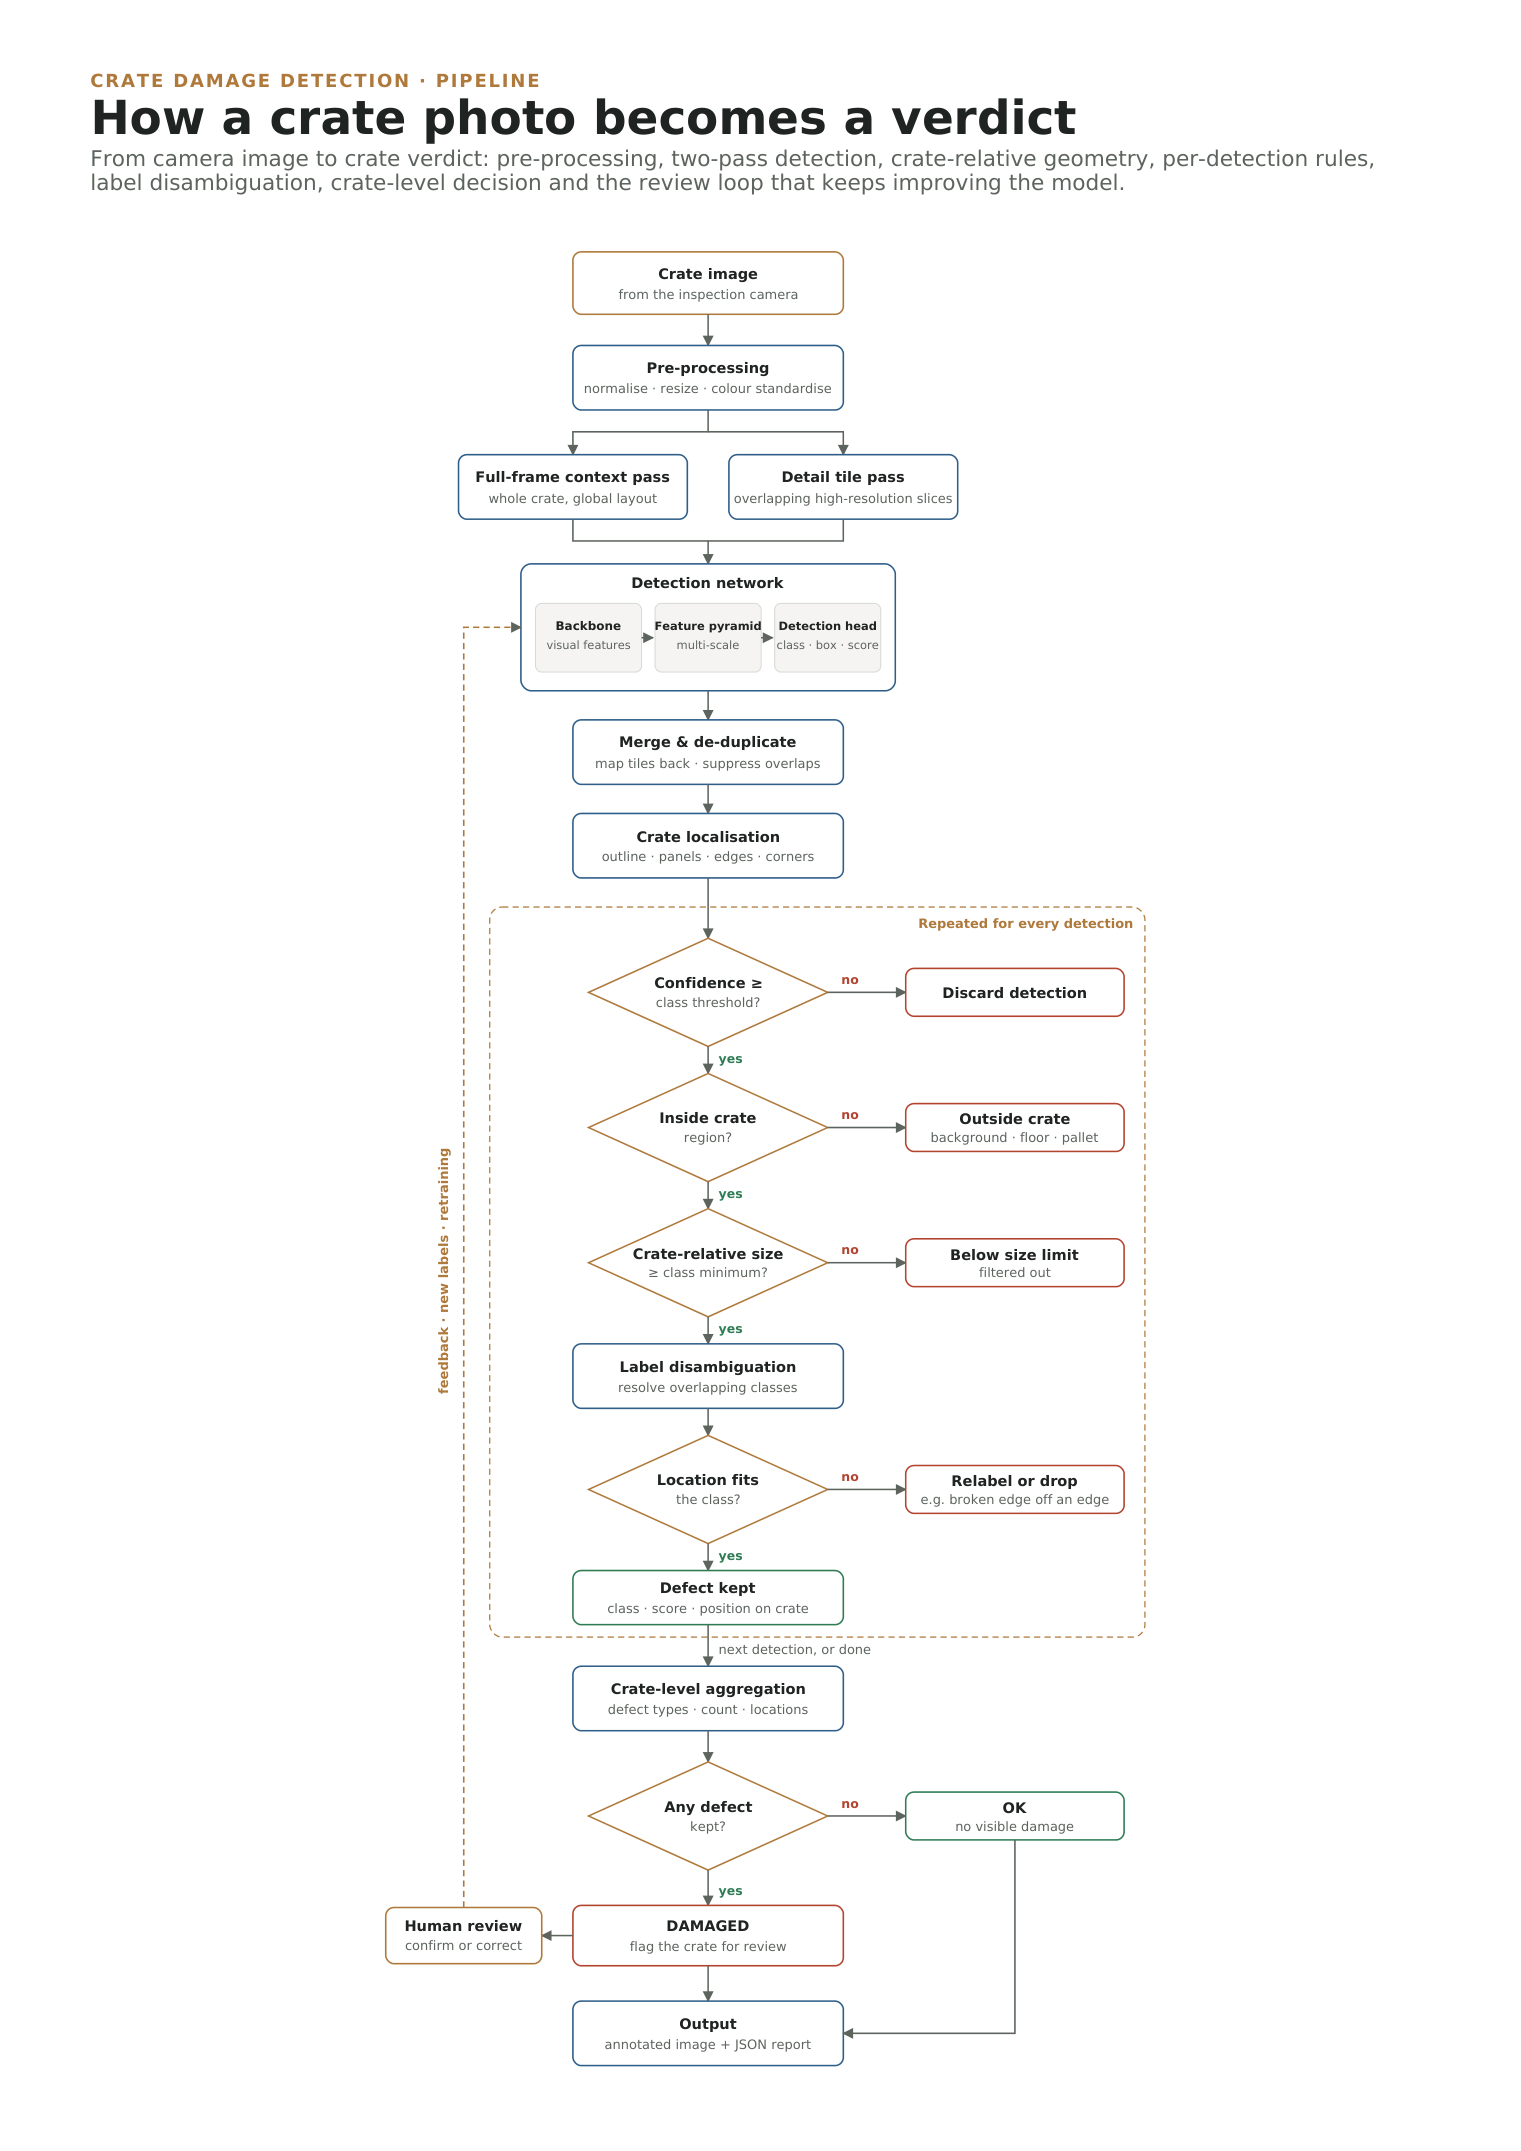 CRATE DAMAGE DETECTION · PIPELINE
How a crate photo becomes a verdict
From camera image to crate verdict: pre-processing, two-pass detection, crate-relative geometry, per-detection rules,
label disambiguation, crate-level decision and the review loop that keeps improving the model.
Crate image
from the inspection camera
Pre-processing
normalise · resize · colour standardise
Full-frame context pass
whole crate, global layout
Detail tile pass
overlapping high-resolution slices
Detection network
Backbone
visual features
Feature pyramid
multi-scale
Detection head
class · box · score
Merge & de-duplicate
map tiles back · suppress overlaps
Crate localisation
outline · panels · edges · corners
Repeated for every detection
Confidence ≥
class threshold?
no
Discard detection
yes
Inside crate
region?
no
Outside crate
background · floor · pallet
yes
Crate-relative size
≥ class minimum?
no
Below size limit
filtered out
yes
Label disambiguation
resolve overlapping classes
Location fits
the class?
no
Relabel or drop
e.g. broken edge off an edge
yes
Defect kept
class · score · position on crate
next detection, or done
Crate-level aggregation
defect types · count · locations
Any defect
kept?
no
OK
no visible damage
yes
DAMAGED
flag the crate for review
Human review
confirm or correct
feedback · new labels · retraining
Output
annotated image + JSON report